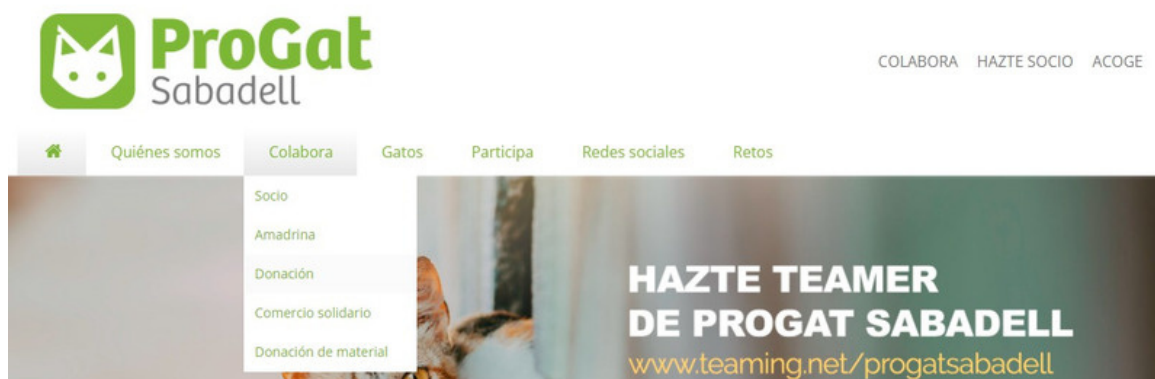 ProGat
Sabadell
COLABORA HAZTE SOCIO ACOGE
Quiénes somos Colabora Gatos Participa Redes sociales Retos
Socio
Amadrina
Donación
Comercio solidario
Donación de material
HAZTE TEAMER
DE PROGAT SABADELL
www.teaming.net/progatsabadell